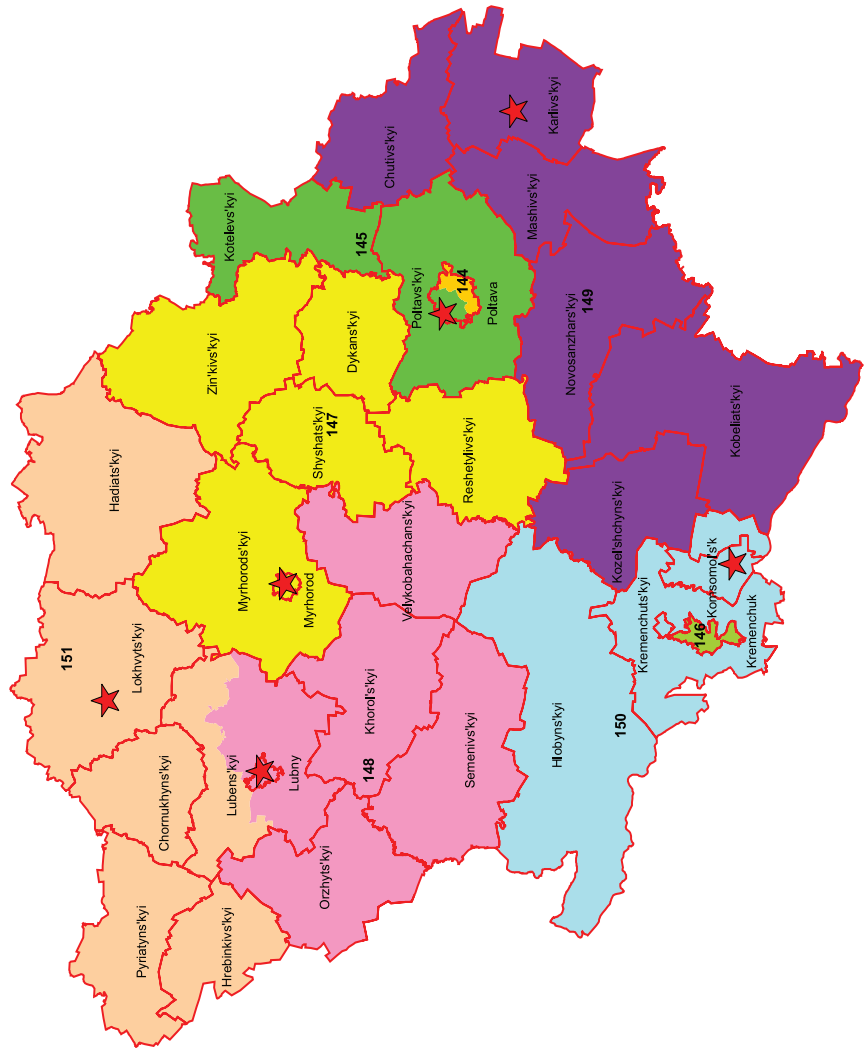 Kotelevs'kyi
145
Chutivs'kyi
Karlivs'kyi
Mashivs'kyi
Zin'kivs'kyi
Dykans'kyi
Poltavs'kyi
144
Poltava
Novosanzhars'kyi
149
Hadiats'kyi
Shyshats'kyi
147
Reshetylivs'kyi
Kobeliats'kyi
Myrhorods'kyi
Myrhorod
Velykobahachans'kyi
Kozel'shchyns'kyi
Komsomol's'k
Kremenchuts'kyi
146
Kremenchuk
151
Lokhvyts'kyi
Khorol's'kyi
148
Semenivs'kyi
Hlobyns'kyi
150
Chornukhyns'kyi
Lubens'kyi
Lubny
Orzhyts'kyi
Pyriatyns'kyi
Hrebinkivs'kyi